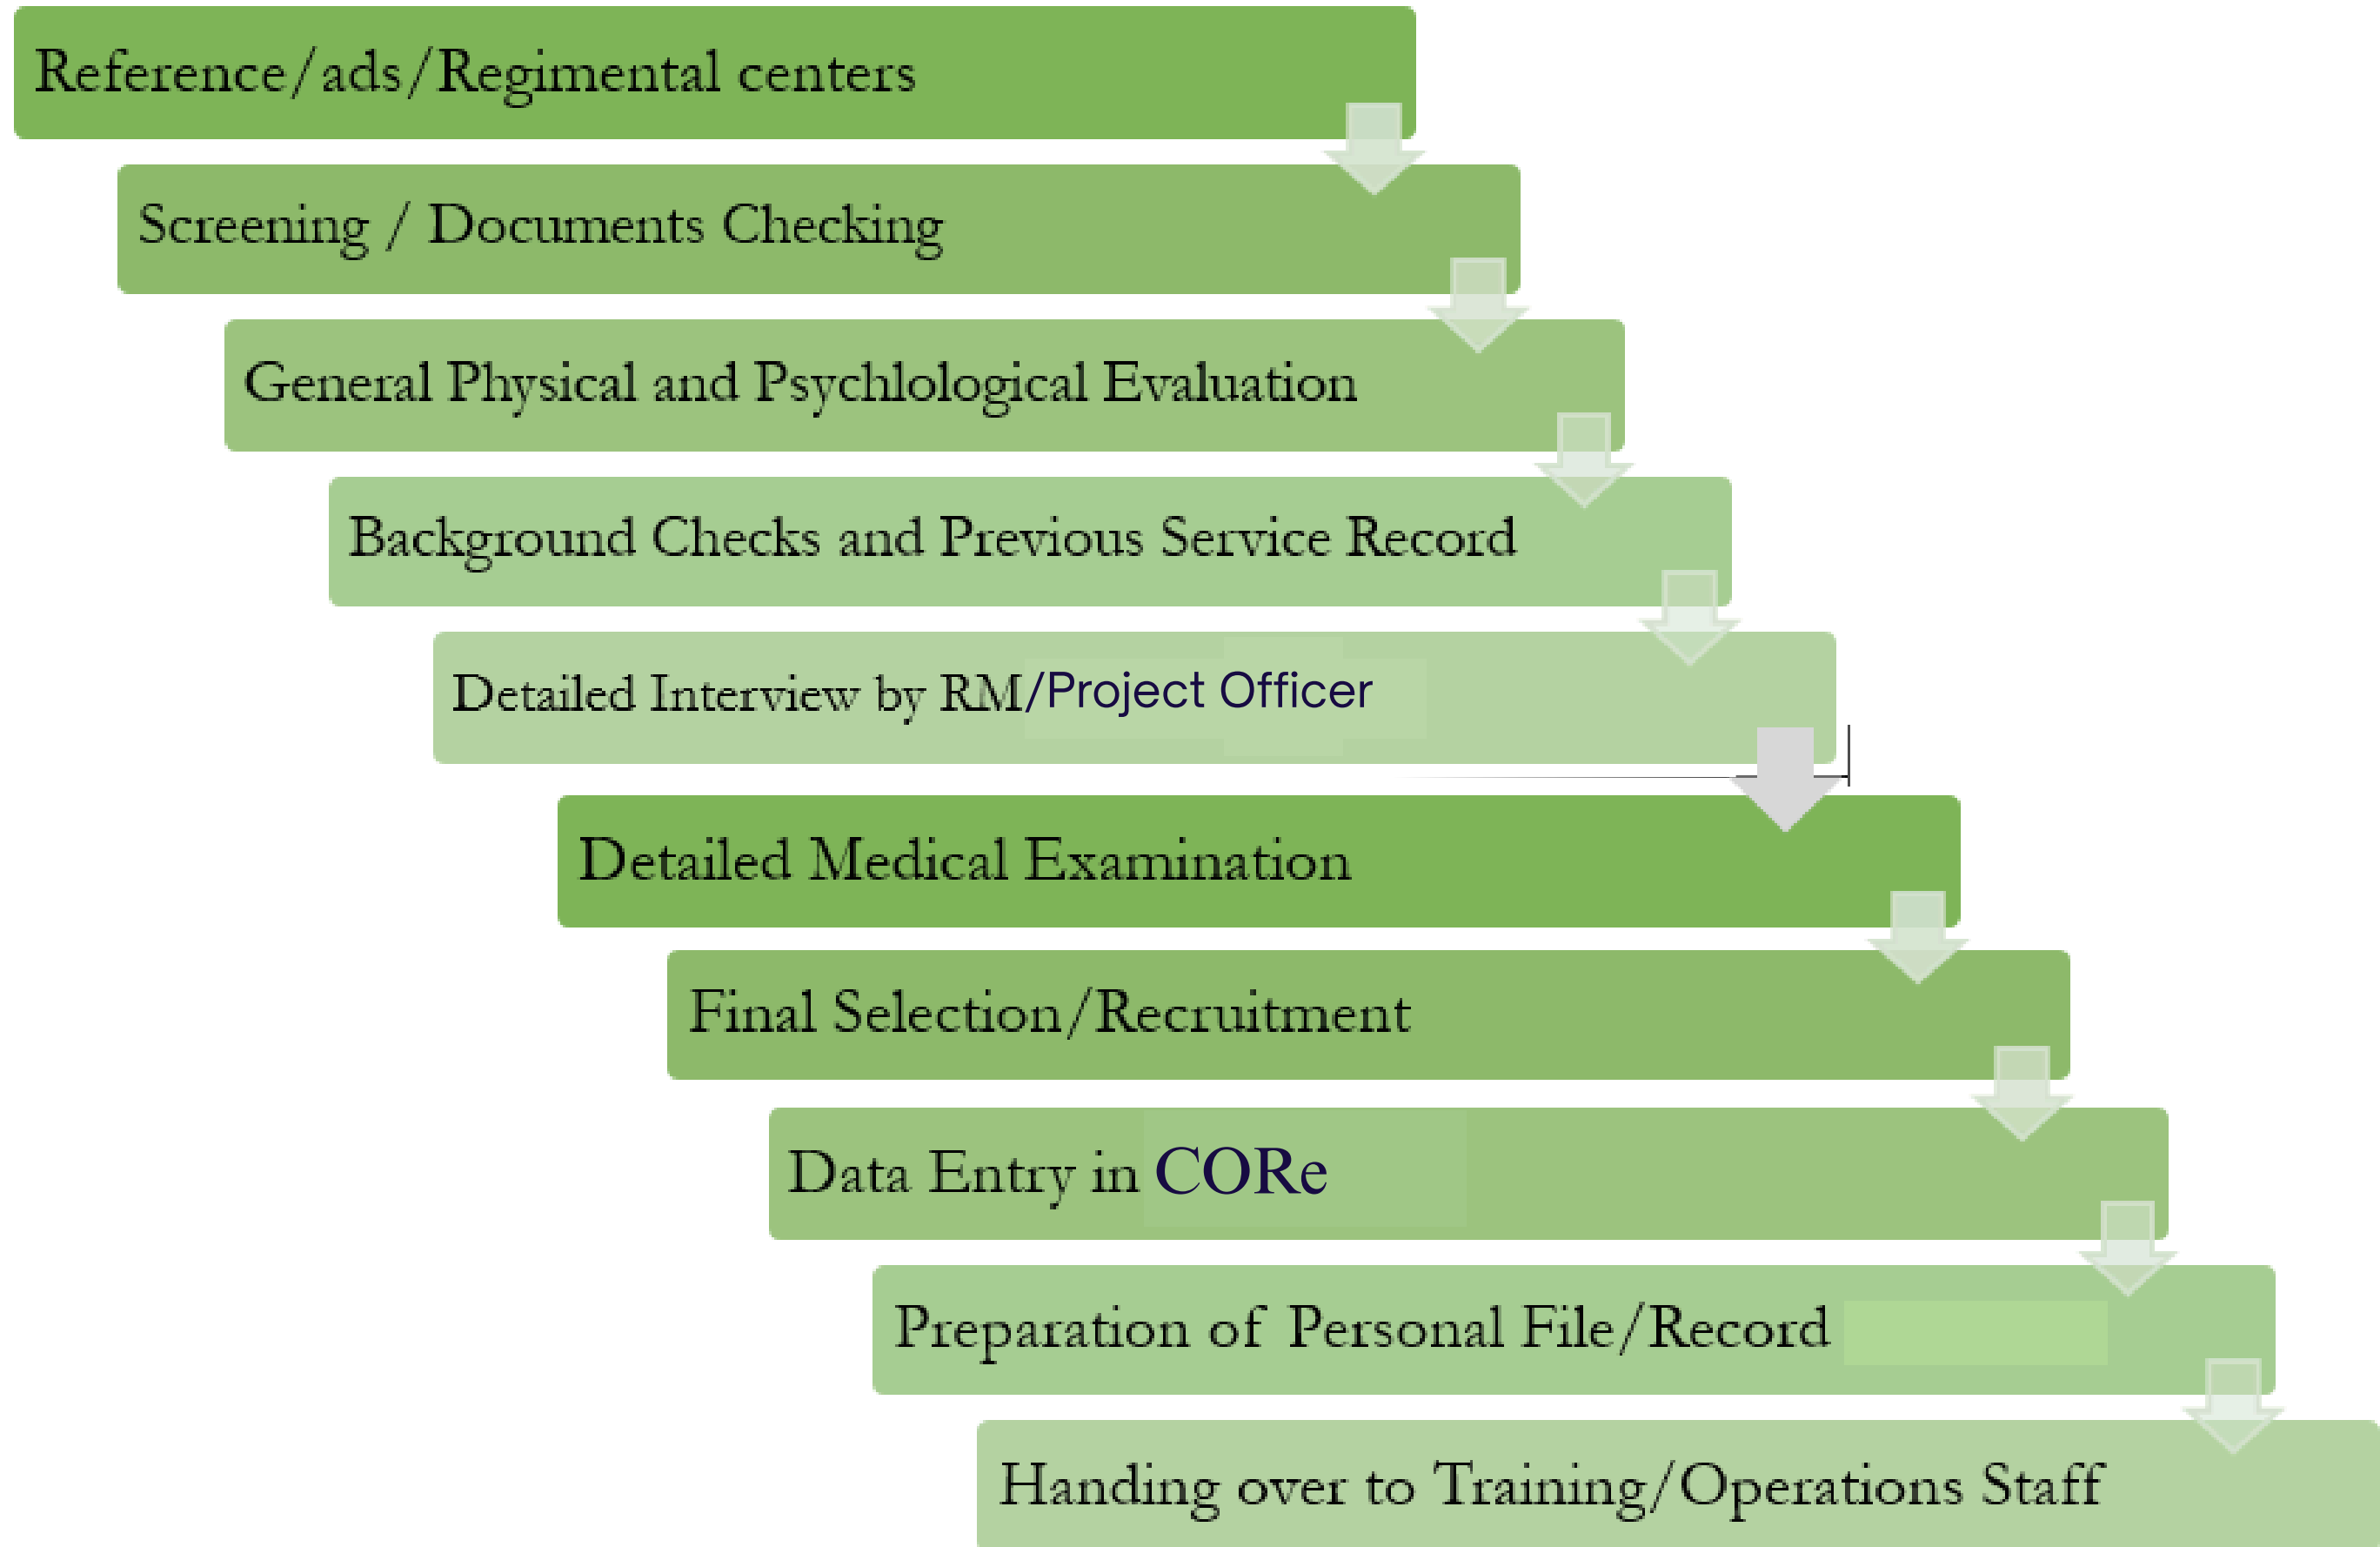 Reference/ads/Regimental centers
Screening / Documents Checking
General Physical and Psychlological Evaluation
Background Checks and Previous Service Record
Detailed Interview by RM/Project Officer
Detailed Medical Examination
Final Selection/Recruitment
Data Entry in CORe
Preparation of Personal File/Record
Handing over to Training/Operations Staff